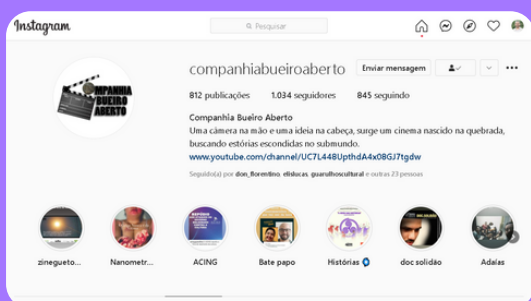 Instagram
Pesquisar
COMPANHIA
BUEIRO
ABERTO
companhiabueiroaberto Enviar mensagem
812 publicações 1.034 seguidores 845 seguindo
Companhia Bueiro Aberto
Uma câmera na mão e uma ideia na cabeça, surge um cinema nascido na quebrada,
buscando estórias escondidas no submundo.
www.youtube.com/channel/UC7L448UpthdA4x08GJ7tgdw
Seguido(a) por don_florentino, elislucas, guarulhoscultural e outras 23 pessoas
zinegueto... Nanometr... ACING Bate papo Histórias doc solidão Adaías